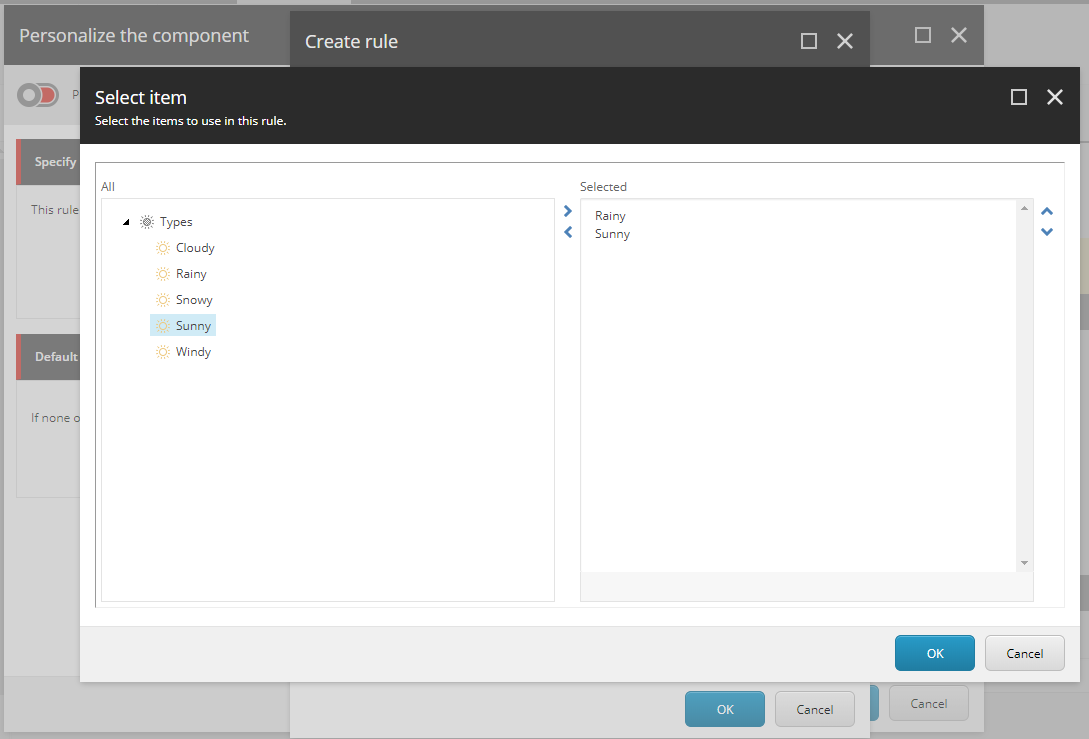 Personalize the component
Create rule
P
Select item
Select the items to use in this rule.
Specify
This rule
Default
If none o
All
Types
Cloudy
Rainy
Snowy
Sunny
Windy
Selected
Rainy
Sunny
OK
Cancel
OK
Cancel
Cancel